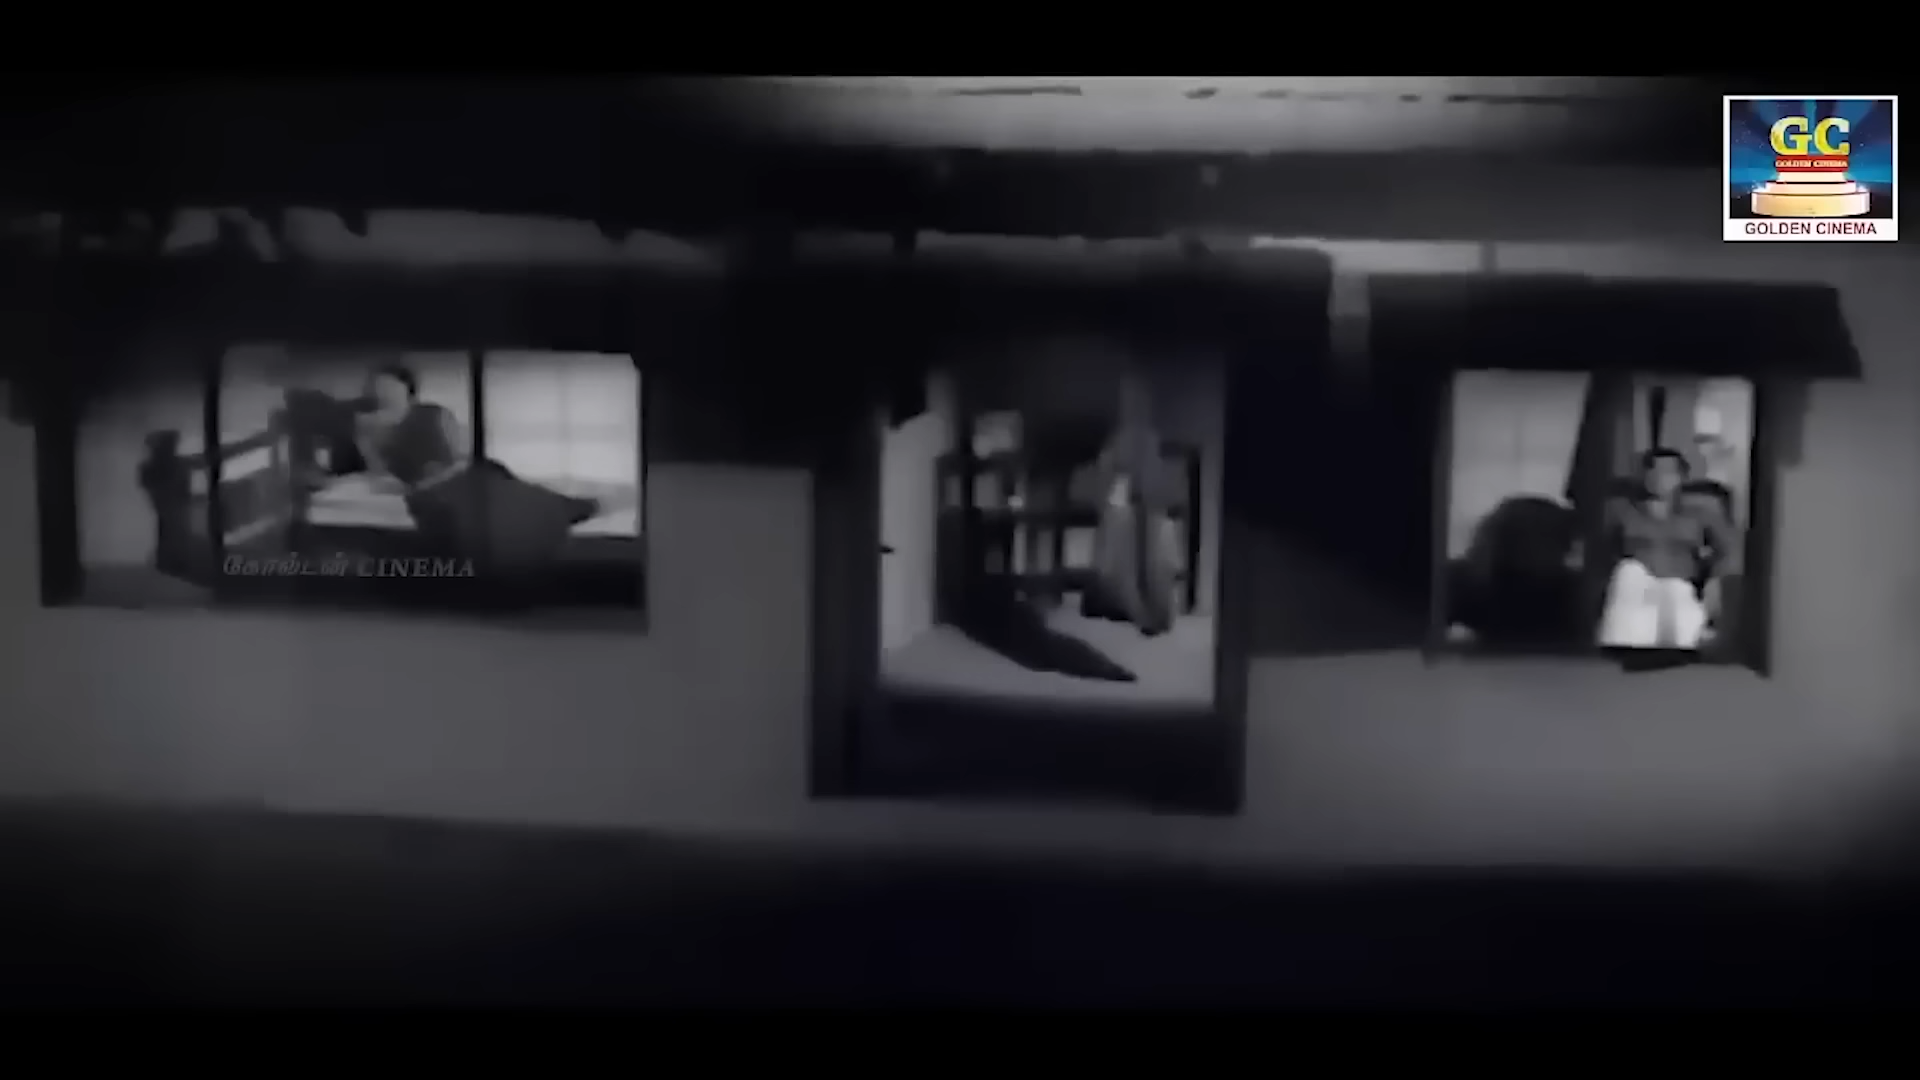 GC
GOLDEN CINEMA
GOLDEN CINEMA
கோல்டன் CINEMA